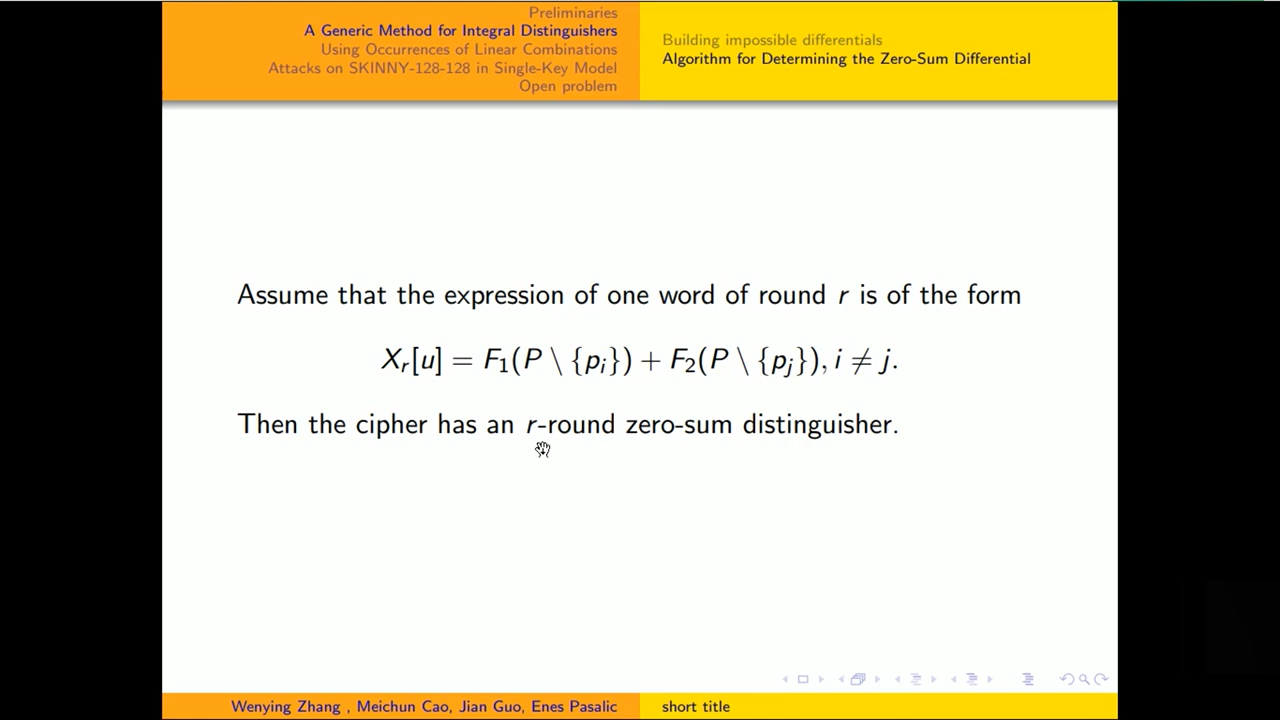 Preliminaries
A Generic Method for Integral Distinguishers
Using Occurrences of Linear Combinations
Attacks on SKINNY-128-128 in Single-Key Model
Open problem
Building impossible differentials
Algorithm for Determining the Zero-Sum Differential
Assume that the expression of one word of round r is of the form
X_r[u] = F_1(P \ {p_i}) + F_2(P \ {p_j}), i ≠ j.
Then the cipher has an r-round zero-sum distinguisher.
Wenying Zhang , Meichun Cao, Jian Guo, Enes Pasalic
short title